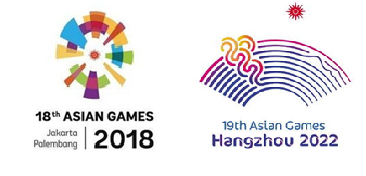 18th ASIAN GAMES
Jakarta
Palembang
2018
19th Asian Games
Hangzhou 2022